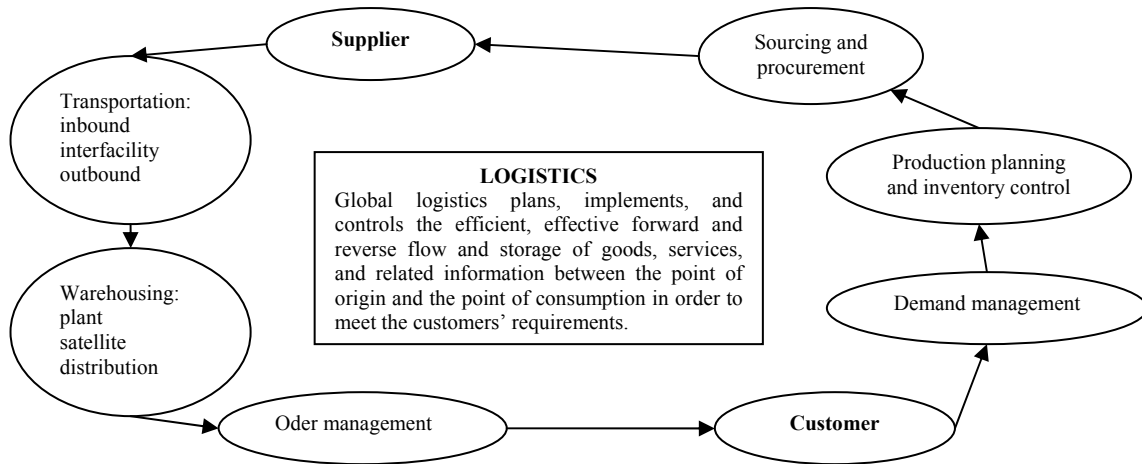 Supplier
Sourcing and
procurement
Transportation:
inbound
interfacility
outbound
LOGISTICS
Global logistics plans, implements, and
controls the efficient, effective forward and
reverse flow and storage of goods, services,
and related information between the point of
origin and the point of consumption in order to
meet the customers’ requirements.
Production planning
and inventory control
Warehousing:
plant
satellite
distribution
Demand management
Oder management
Customer